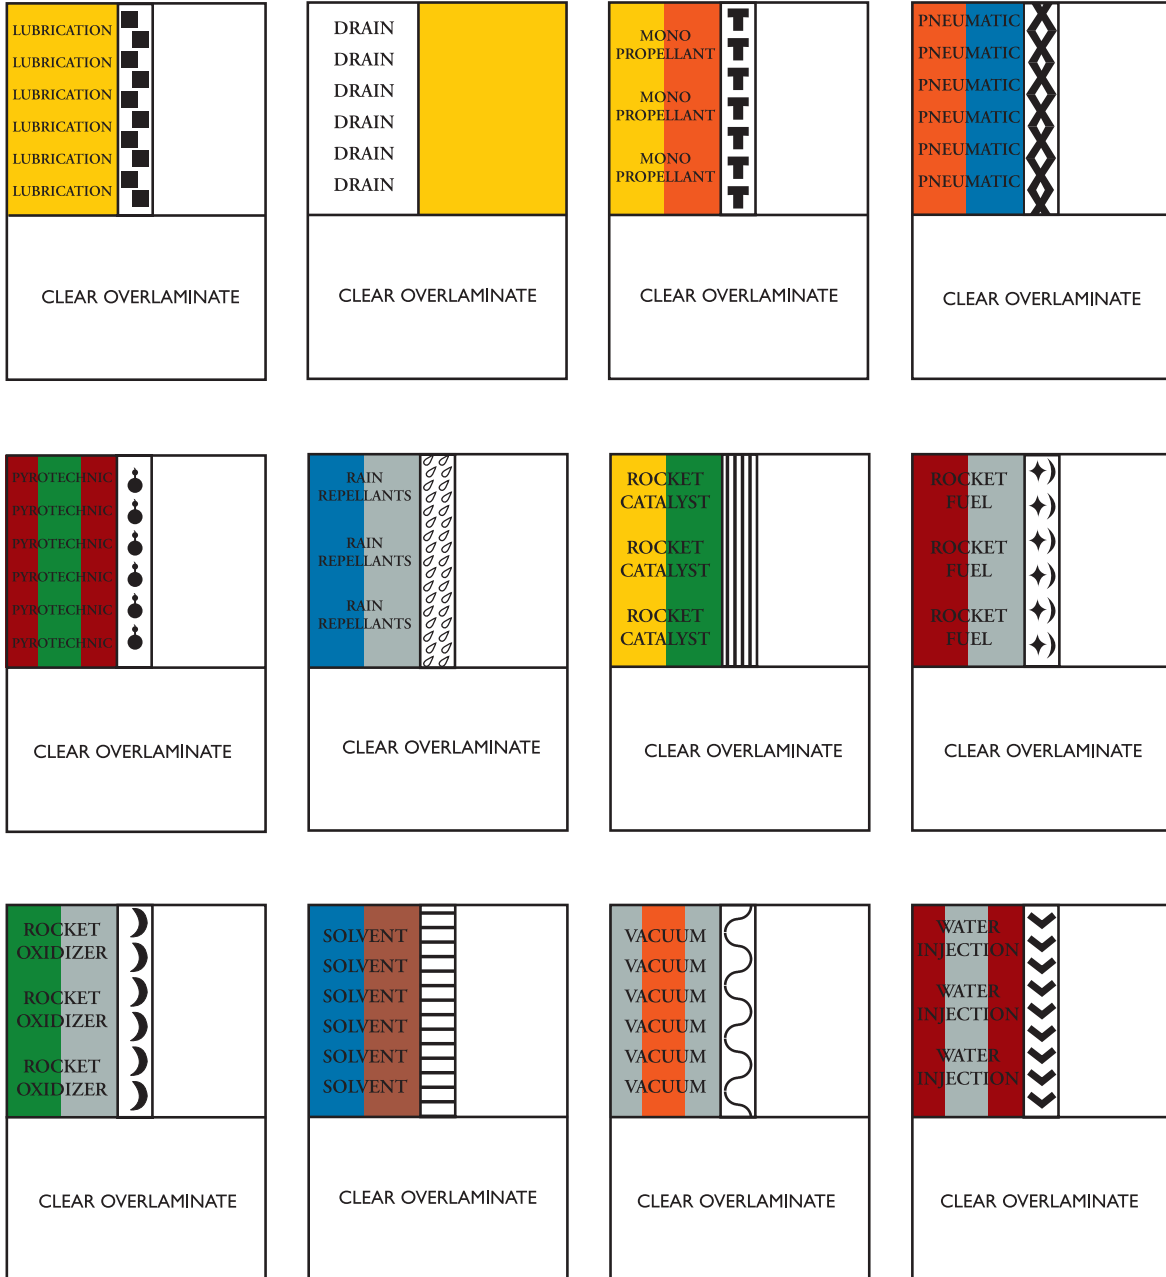 LUBRICATION
LUBRICATION
LUBRICATION
LUBRICATION
LUBRICATION
LUBRICATION
CLEAR OVERLAMINATE
DRAIN
DRAIN
DRAIN
DRAIN
DRAIN
DRAIN
CLEAR OVERLAMINATE
MONO
PROPELLANT
MONO
PROPELLANT
MONO
PROPELLANT
CLEAR OVERLAMINATE
PNEUMATIC
PNEUMATIC
PNEUMATIC
PNEUMATIC
PNEUMATIC
PNEUMATIC
CLEAR OVERLAMINATE
PYROTECHNIC
PYROTECHNIC
PYROTECHNIC
PYROTECHNIC
PYROTECHNIC
PYROTECHNIC
CLEAR OVERLAMINATE
RAIN
REPELLANTS
RAIN
REPELLANTS
RAIN
REPELLANTS
CLEAR OVERLAMINATE
ROCKET
CATALYST
ROCKET
CATALYST
ROCKET
CATALYST
CLEAR OVERLAMINATE
ROCKET
FUEL
ROCKET
FUEL
ROCKET
FUEL
CLEAR OVERLAMINATE
ROCKET
OXIDIZER
ROCKET
OXIDIZER
ROCKET
OXIDIZER
CLEAR OVERLAMINATE
SOLVENT
SOLVENT
SOLVENT
SOLVENT
SOLVENT
SOLVENT
CLEAR OVERLAMINATE
VACUUM
VACUUM
VACUUM
VACUUM
VACUUM
VACUUM
CLEAR OVERLAMINATE
WATER
INJECTION
WATER
INJECTION
WATER
INJECTION
CLEAR OVERLAMINATE